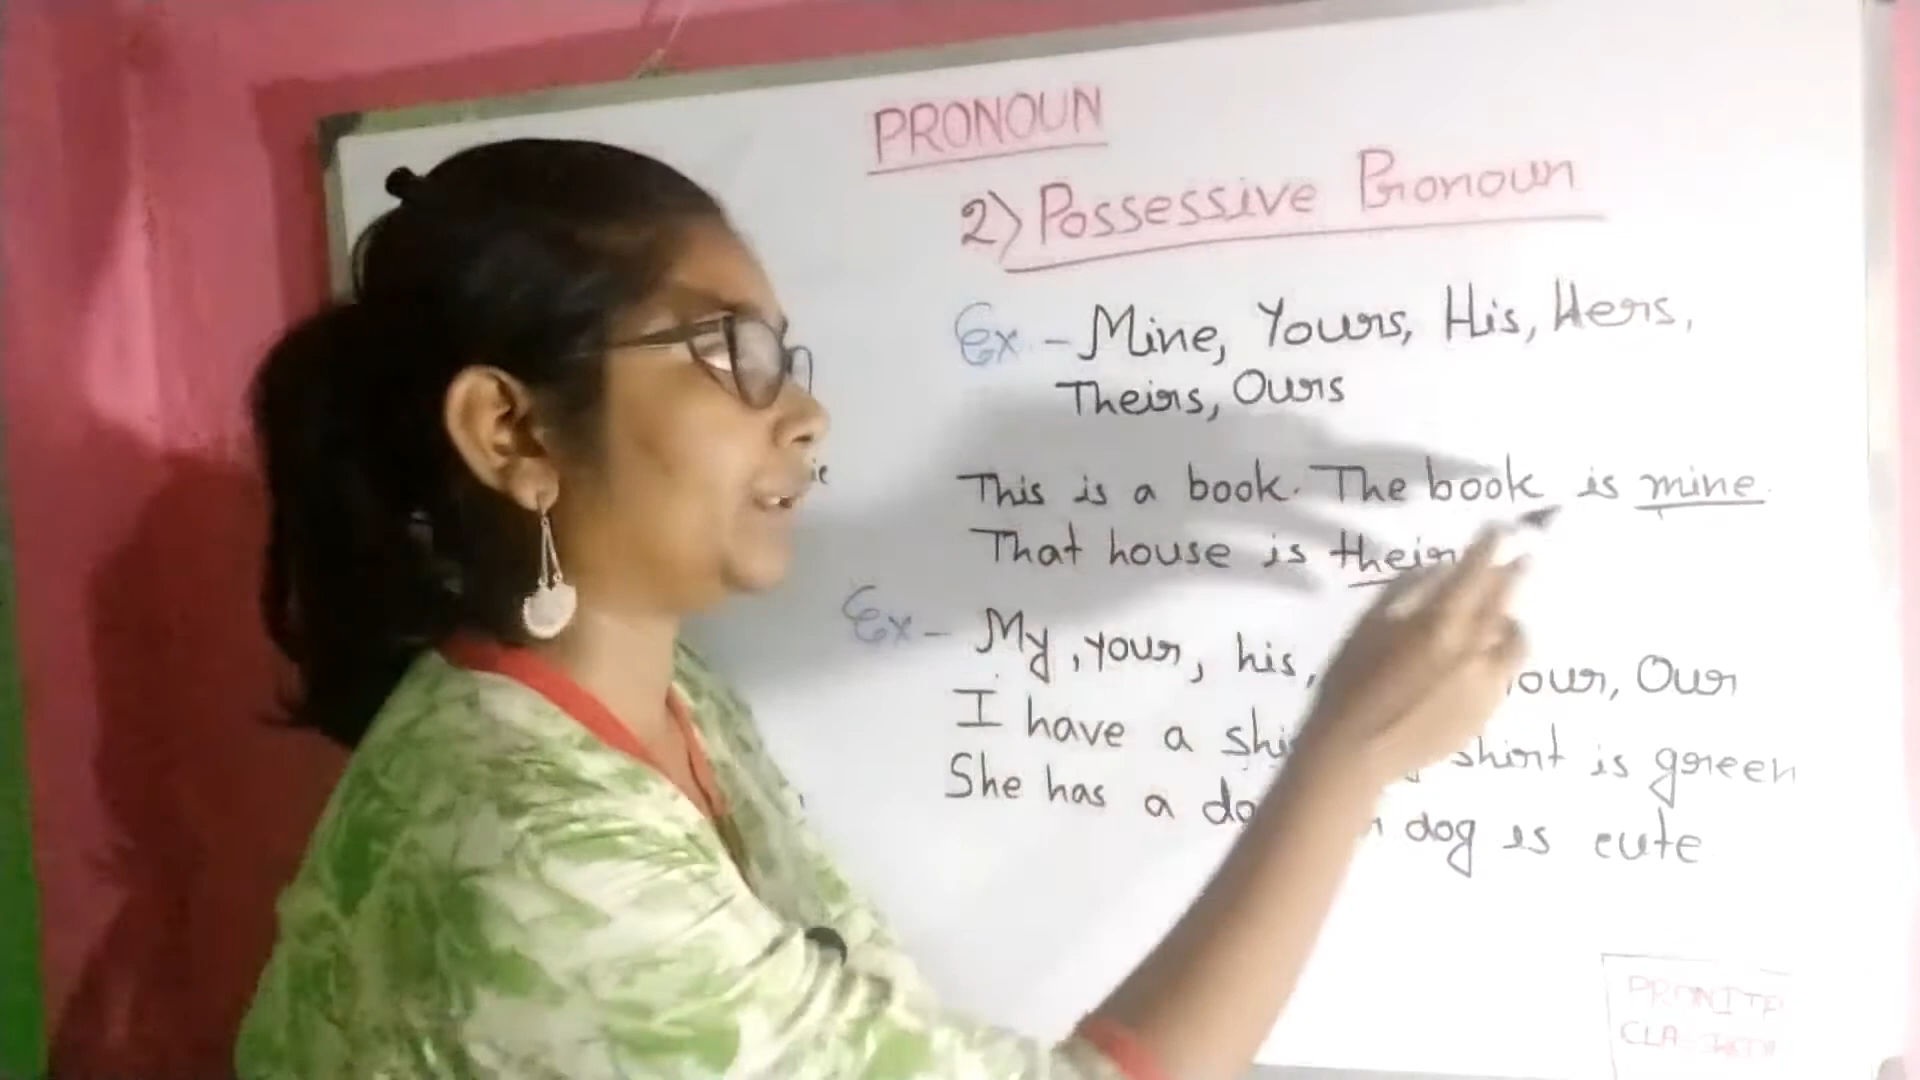 PRONOUN
2) Possessive Pronoun
Ex - Mine, Yours, His, Hers,
Theirs, Ours
This is a book. The book is mine.
That house is
Ex - My, your, his, Our
I have a shirt is green
She has a dog is cute